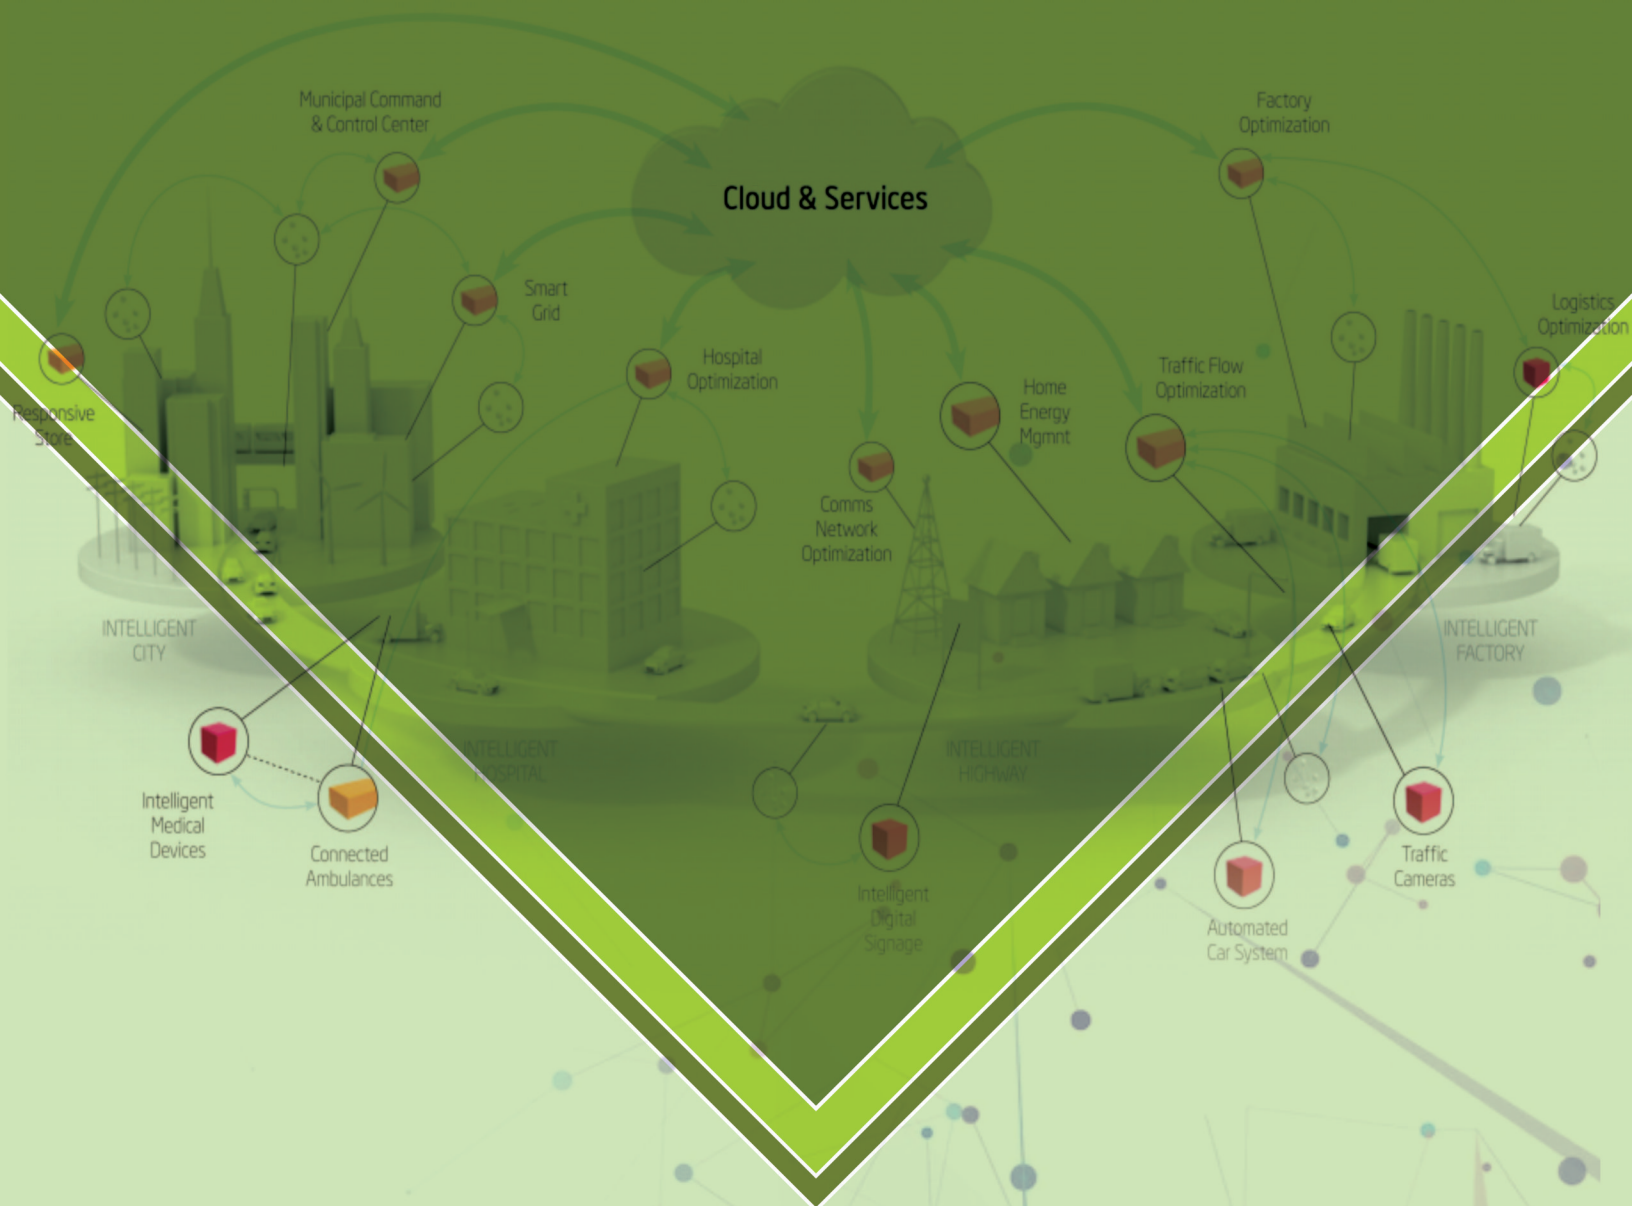 Municipal Command
& Control Center
Factory
Optimization
Cloud & Services
Smart
Grid
Logistics
Optimization
Hospital
Optimization
Traffic Flow
Optimization
Home
Energy
Mgmnt
Responsive
Store
Comms
Network
Optimization
INTELLIGENT
CITY
INTELLIGENT
FACTORY
INTELLIGENT
HOSPITAL
INTELLIGENT
HIGHWAY
Intelligent
Medical
Devices
Connected
Ambulances
Intelligent
Digital
Signage
Traffic
Cameras
Automated
Car System